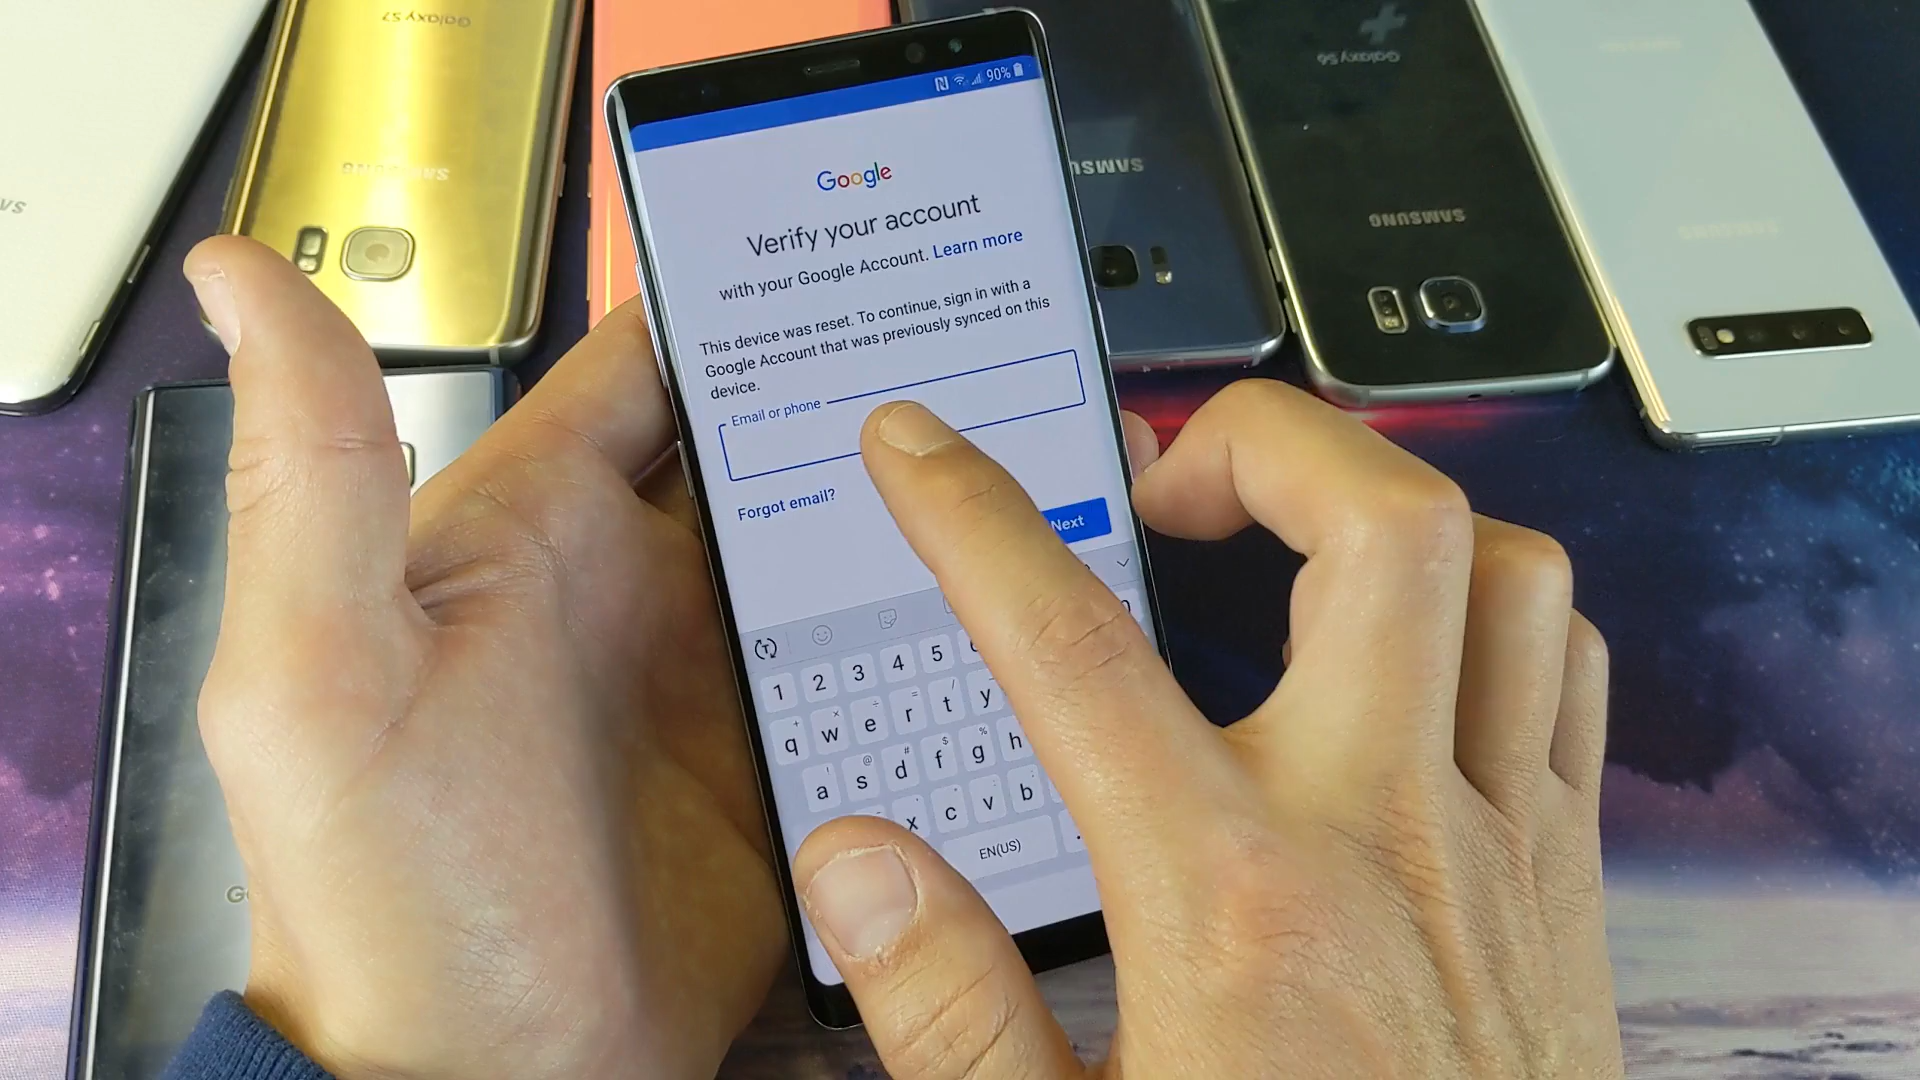 Galaxy S7
SAMSUNG
SAMSUNG
Galaxy S6
SAMSUNG
SAMSUNG
90%
Google
Verify your account
with your Google Account. Learn more
This device was reset. To continue, sign in with a
Google Account that was previously synced on this
device.
Email or phone
Forgot email?
Next
1 2 3 4 5
q w e r t y
a s d f g h
x c v b
EN(US)